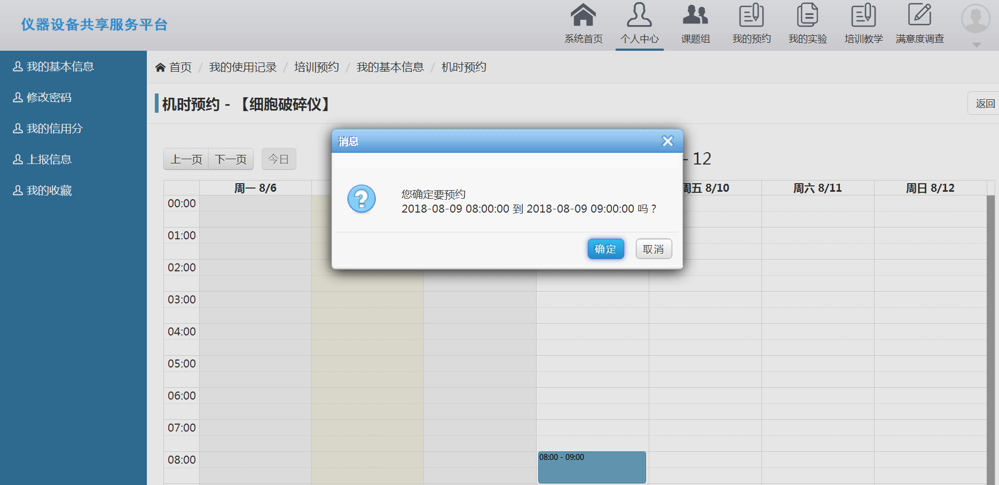 仪器设备共享服务平台
系统首页 个人中心 课题组 我的预约 我的实验 培训教学 满意度调查
我的基本信息
修改密码
我的信用分
上报信息
我的收藏
首页 / 我的使用记录 / 培训预约 / 我的基本信息 / 机时预约
机时预约 - 【细胞破碎仪】
返回
上一页 下一页 今日
- 12
周一 8/6 周五 8/10 周六 8/11 周日 8/12
00:00
01:00
02:00
03:00
04:00
05:00
06:00
07:00
08:00
08:00 - 09:00
消息
您确定要预约
2018-08-09 08:00:00 到 2018-08-09 09:00:00 吗？
确定 取消